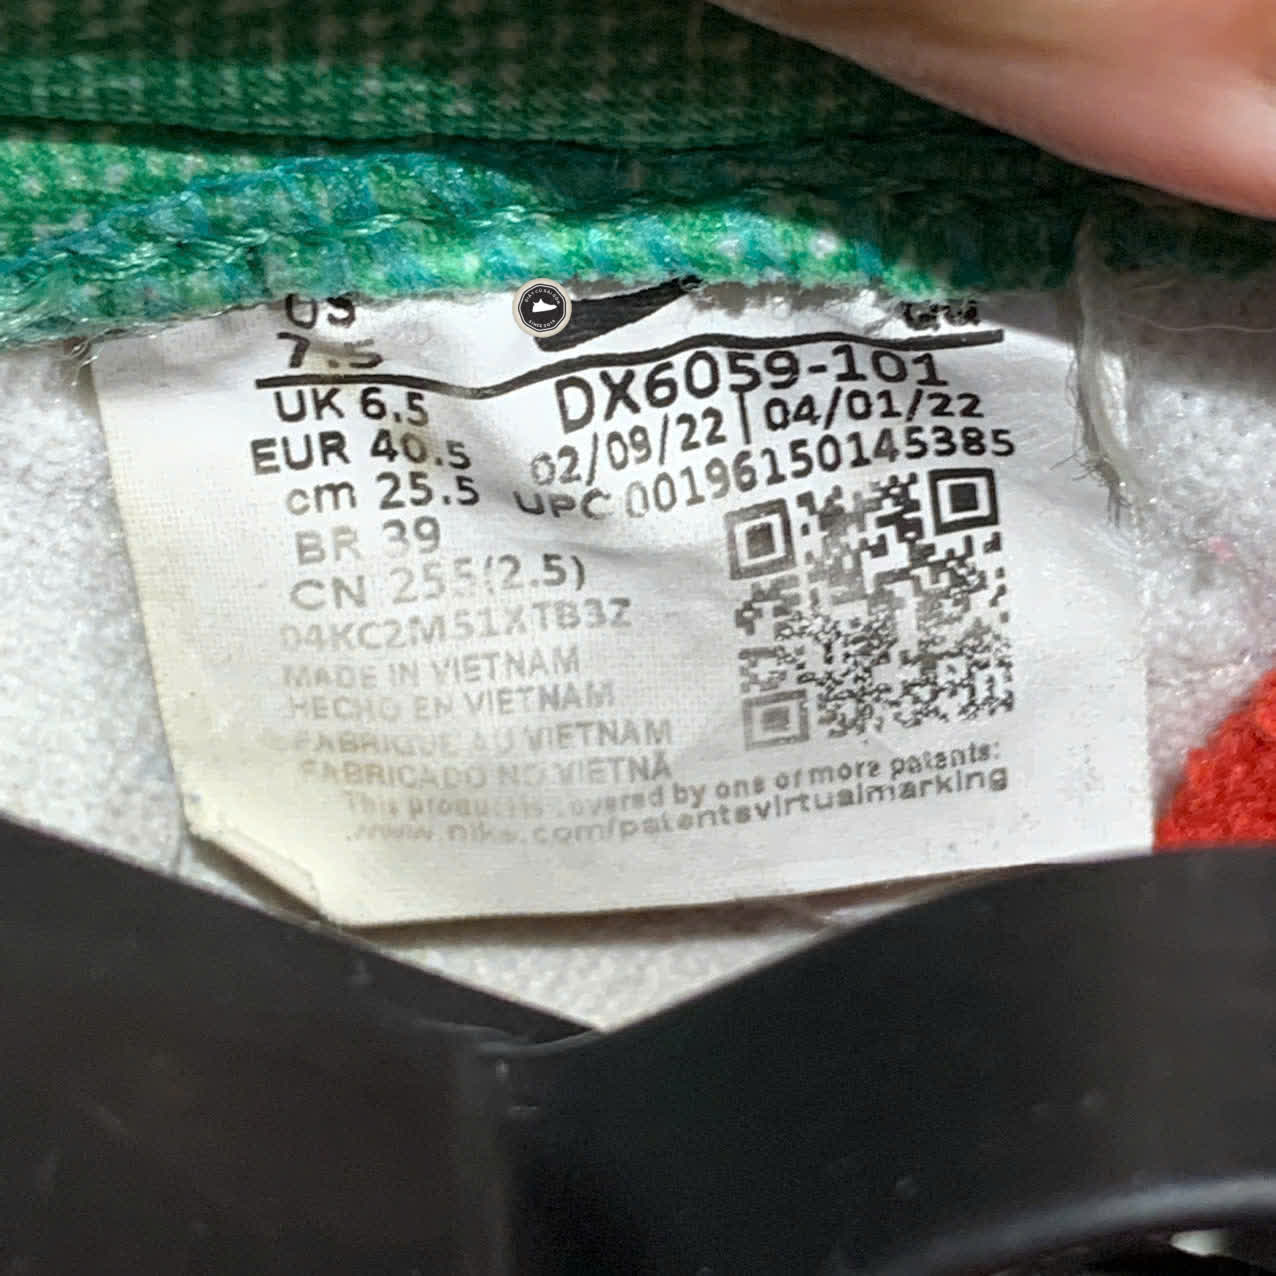 US
7.5
UK 6.5
EUR 40.5
cm 25.5
BR 39
CN 255(2.5)
DX6059-101
02/09/22 | 04/01/22
UPC 00196150145385
04KC2M51XTB3Z
MADE IN VIETNAM
HECHO EN VIETNAM
FABRIQUE AU VIETNAM
FABRICADO NO VIETNÃ
This product is covered by one or more patents:
www.nike.com/patentsvirtualmarking